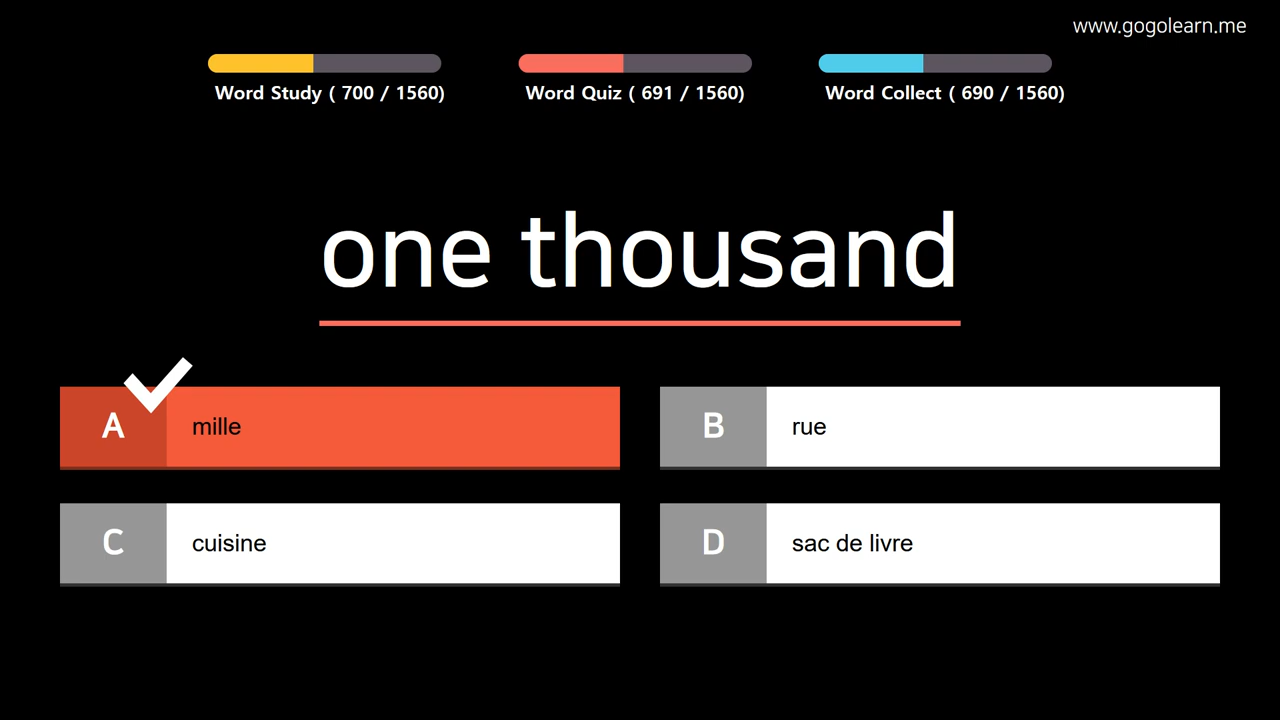 www.gogolearn.me
Word Study ( 700 / 1560)
Word Quiz ( 691 / 1560)
Word Collect ( 690 / 1560)
one thousand
A
mille
B
rue
C
cuisine
D
sac de livre